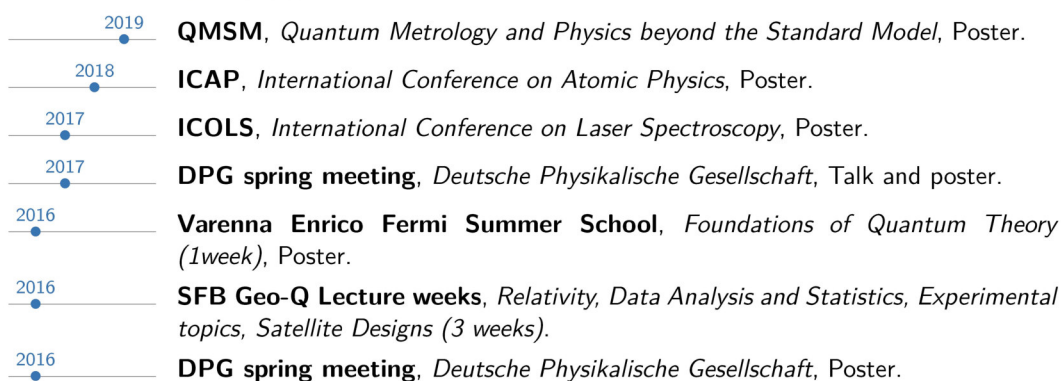 2019
QMSM, Quantum Metrology and Physics beyond the Standard Model, Poster.
2018
ICAP, International Conference on Atomic Physics, Poster.
2017
ICOLS, International Conference on Laser Spectroscopy, Poster.
2017
DPG spring meeting, Deutsche Physikalische Gesellschaft, Talk and poster.
2016
Varenna Enrico Fermi Summer School, Foundations of Quantum Theory
(1week), Poster.
2016
SFB Geo-Q Lecture weeks, Relativity, Data Analysis and Statistics, Experimental
topics, Satellite Designs (3 weeks).
2016
DPG spring meeting, Deutsche Physikalische Gesellschaft, Poster.